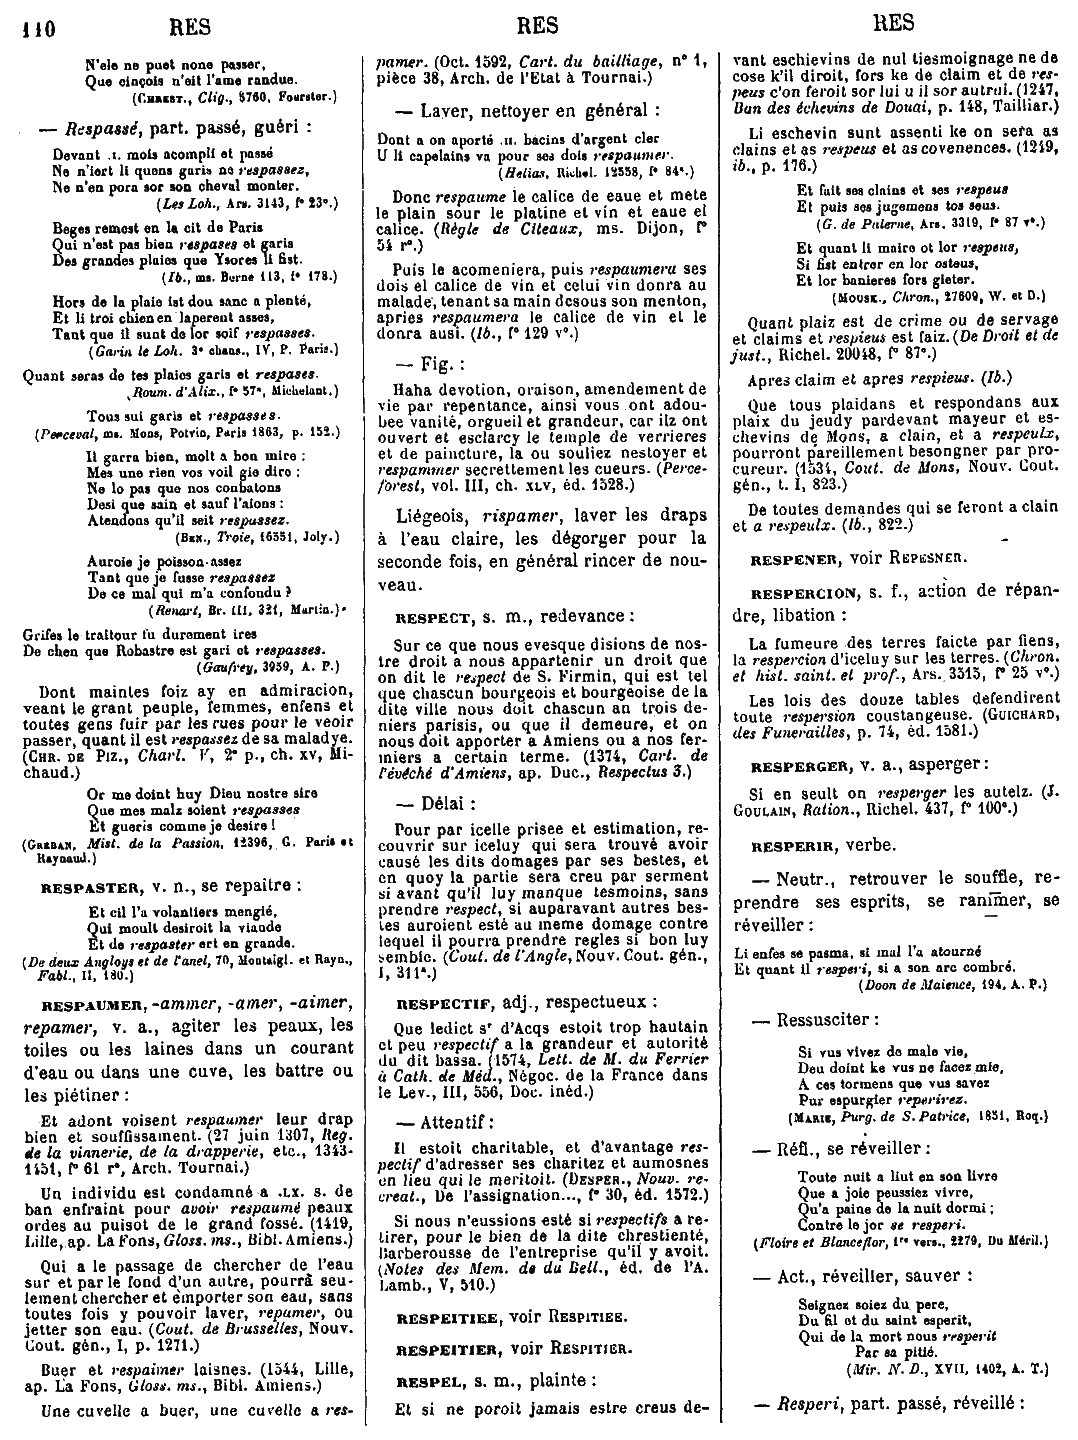 110 RES RES RES
N'ele ne puet none passer,
Que einçois n'eit l'ame randue.
(CHREST., Clig., 5760, Foerster.)
— Respassé, part. passé, guéri :
Devant .I. mois acompli et passé
Ne n'iert li quens garis ne respassez,
Ne n'en pora sor son cheval monter.
(Les Loh., Ars. 3143, f° 23ᵃ.)
Beges remest en la cit de Paris
Qui n'est pas bien respases et garis
Des grandes plaies que Ysores li fist.
(Ib., ms. Berne 113, f° 178.)
Hors de la plaie ist dou sanc a plenté,
Et li troi chien en laperent asses,
Tant que il sunt de lor soif respasses.
(Garin le Loh. 3ᵉ chans., IV, P. Paris.)
Quant seras de tes plaies garis et respases.
(Roum. d'Alix., f° 57ᵃ, Michelant.)
Tous sui garis et respasses.
(Perceval, ms. Mons, Potvin, Paris 1863, p. 152.)
Il garra bien, molt a bon mire :
Mes une rien vos voil gie dire :
Ne lo pas que nos conbatons
Desi que sain et sauf l'aions :
Atendons qu'il seit respassez.
(BEN., Troie, 16351, Joly.)
Auroie je poisson assez
Tant que je fusse respassez
De ce mal qui m'a confondu ?
(Renart, Br. III, 321, Martin.)
Grifes le traitour fu durement ires
De chen que Robastre est gari et respasses.
(Gaufrey, 3959, A. P.)
Dont maintes foiz ay en admiracion,
veant le grant peuple, femmes, enfens et
toutes gens fuir par les rues pour le veoir
passer, quant il est respassez de sa maladye.
(CHR. DE PIZ., Charl. V, 2ᵉ p., ch. XV, Mi-
chaud.)
Or me doint huy Dieu nostre sire
Que mes malz soient respasses
Et gueris comme je desire !
(GREBAN, Mist. de la Passion, 12396, G. Paris et
Raynaud.)
RESPASTER, v. n., se repaître :
Et cil l'a volantiers mengié,
Qui moult desiroit la viande
Et de respaster ert en grande.
(De deux Angloys et de l'anel, 70, Montaigl. et Rayn.,
Fabl., II, 180.)
RESPAUMER, -ammer, -amer, -aimer,
repamer, v. a., agiter les peaux, les
toiles ou les laines dans un courant
d'eau ou dans une cuve, les battre ou
les piétiner :
Et adont voisent respaumer leur drap
bien et souffissament. (27 juin 1307, Reg.
de la vinnerie, de la drapperie, etc., 1343-
1451, f° 61 r°, Arch. Tournai.)
Un individu est condamné a .LX. s. de
ban enfraint pour avoir respaumé peaux
ordes au puisot de le grand fossé. (1419,
Lille, ap. La Fons, Gloss. ms., Bibl. Amiens.)
Qui a le passage de chercher de l'eau
sur et par le fond d'un autre, pourrà seu-
lement chercher et emporter son eau, sans
toutes fois y pouvoir laver, repamer, ou
jetter son eau. (Cout. de Brusselles, Nouv.
Cout. gén., I, p. 1271.)
Buer et respaimer laisnes. (1544, Lille,
ap. La Fons, Gloss. ms., Bibl. Amiens.)
Une cuvelle a buer, une cuvelle a res-
pamer. (Oct. 1592, Cart. du bailliage, n° 1,
pièce 38, Arch. de l'Etat à Tournai.)
— Laver, nettoyer en général :
Dont a on aporté .II. bacins d'argent cler
U li capelains va pour ses dois respaumer.
(Helias, Richel. 12558, f° 84ᵃ.)
Donc respaume le calice de eaue et mete
le plain sour le platine et vin et eaue el
calice. (Règle de Citeaux, ms. Dijon, f°
54 r°.)
Puis le acomeniera, puis respaumera ses
dois el calice de vin et celui vin donra au
malade, tenant sa main desous son menton,
apries respaumera le calice de vin et le
donra ausi. (Ib., f° 129 v°.)
— Fig. :
Haha devotion, oraison, amendement de
vie par repentance, ainsi vous ont adou-
bee vanité, orgueil et grandeur, car ilz ont
ouvert et esclarcy le temple de verrieres
et de paincture, la ou souliez nestoyer et
respammer secrettement les cueurs. (Perce-
forest, vol. III, ch. XLV, éd. 1528.)
Liégeois, rispamer, laver les draps
à l'eau claire, les dégorger pour la
seconde fois, en général rincer de nou-
veau.
RESPECT, s. m., redevance :
Sur ce que nous evesque disions de nos-
tre droit a nous appartenir un droit que
on dit le respect de S. Firmin, qui est tel
que chascun bourgeois et bourgeoise de la
dite ville nous doit chascun an trois de-
niers parisis, ou que il demeure, et on
nous doit apporter a Amiens ou a nos fer-
miers a certain terme. (1374, Cart. de
l'évêché d'Amiens, ap. Duc., Respectus 3.)
— Délai :
Pour par icelle prisee et estimation, re-
couvrir sur iceluy qui sera trouvé avoir
causé les dits domages par ses bestes, et
en quoy la partie sera creu par serment
si avant qu'il luy manque tesmoins, sans
prendre respect, si auparavant autres bes-
tes auroient esté au meme domage contre
lequel il pourra prendre regles si bon luy
semble. (Cout. de l'Angle, Nouv. Cout. gén.,
I, 311ᵃ.)
RESPECTIF, adj., respectueux :
Que ledict sʳ d'Acqs estoit trop hautain
et peu respectif a la grandeur et autorité
du dit bassa. (1574, Lett. de M. du Ferrier
à Cath. de Méd., Négoc. de la France dans
le Lev., III, 556, Doc. inéd.)
— Attentif :
Il estoit charitable, et d'avantage res-
pectif d'adresser ses charitez et aumosnes
en lieu qui le meritoit. (DESPER., Nouv. re-
creat., De l'assignation..., f° 30, éd. 1572.)
Si nous n'eussions esté si respectifs a re-
tirer, pour le bien de la dite chrestienté,
Barberousse de l'entreprise qu'il y avoit.
(Notes des Mem. de du Bell., éd. de l'A.
Lamb., V, 510.)
RESPEITIEE, voir RESPITIEE.
RESPEITIER, voir RESPITIER.
RESPEL, s. m., plainte :
Et si ne poroit jamais estre creus de-
vant eschievins de nul tiesmoignage ne de
cose k'il diroit, fors ke de claim et de res-
peus c'on feroit sor lui u il sor autrui. (1247,
Ban des échevins de Douai, p. 148, Tailliar.)
Li eschevin sunt assenti ke on sera as
clains et as respeus et as covenences. (1249,
ib., p. 176.)
Et fait ses clains et ses respeus
Et puis ses jugemens tos seus.
(G. de Palerne, Ars. 3319, f° 87 v°.)
Et quant li maire ot lor respeus,
Si fist entrer en lor osteus,
Et lor banieres fors gieter.
(MOUSK., Chron., 27609, W. et D.)
Quant plaiz est de crime ou de servage
et claims et respieus est faiz. (De Droit et de
just., Richel. 20048, f° 87ᵉ.)
Apres claim et apres respieus. (Ib.)
Que tous plaidans et respondans aux
plaix du jeudy pardevant mayeur et es-
chevins de Mons, a clain, et a respeulx,
pourront pareillement besongner par pro-
cureur. (1534, Cout. de Mons, Nouv. Cout.
gén., t. I, 823.)
De toutes demandes qui se feront a clain
et a respeulx. (Ib., 822.)
RESPENER, voir REPESNER.
RESPERCION, s. f., action de répan-
dre, libation :
La fumeure des terres faicte par fiens,
la respercion d'iceluy sur les terres. (Chron.
et hist. saint. et prof., Ars. 3515, f° 25 v°.)
Les lois des douze tables defendirent
toute respersion coustangeuse. (GUICHARD,
des Funerailles, p. 74, éd. 1581.)
RESPERGER, v. a., asperger :
Si en seult on resperger les autelz. (J.
GOULAIN, Ration., Richel. 437, f° 100ᵃ.)
RESPERIR, verbe.
— Neutr., retrouver le souffle, re-
prendre ses esprits, se ranimer, se
réveiller :
Li enfes se pasma, si mal l'a atourné
Et quant il resperi, si a son arc combré.
(Doon de Maience, 194, A. P.)
— Ressusciter :
Si vus vivez de male vie,
Deu doint ke vus ne facez mie,
A ces tormens que vus savez
Pur espurgier reperirez.
(MARIE, Purg. de S. Patrice, 1851, Roq.)
— Réfl., se réveiller :
Toute nuit a liut en son livre
Que a joie peussiez vivre,
Qu'a paine de la nuit dormi ;
Contre le jor se resperi.
(Floire et Blanceflor, 1ʳᵉ vers., 2279, Du Méril.)
— Act., réveiller, sauver :
Seignez soiez du pere,
Du fil et du saint esperit,
Qui de la mort nous resperit
Par sa pitié.
(Mir. N. D., XVII, 1402, A. T.)
— Resperi, part. passé, réveillé :